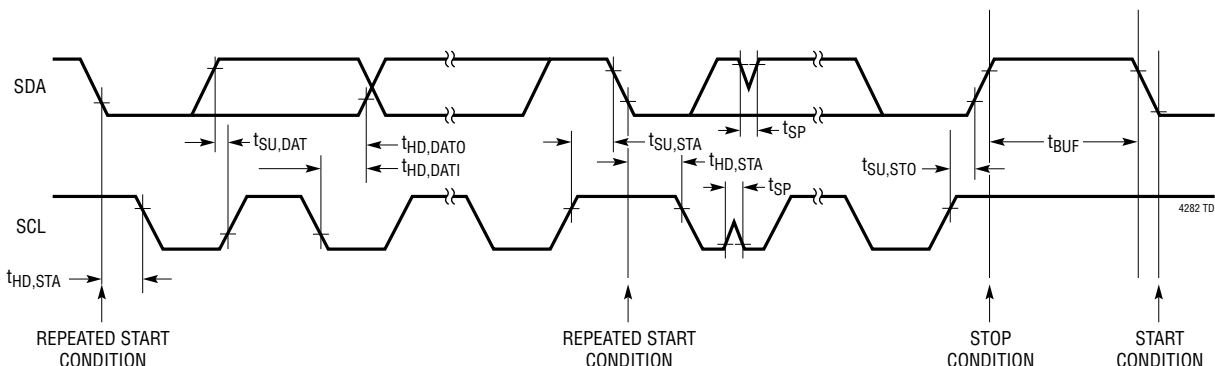 SDA
tSU,DAT
tHD,DATO
tHD,DATI
tSU,STA
tHD,STA
tSP
tSP
tSU,STO
tBUF
4282 TD
SCL
tHD,STA
REPEATED START
CONDITION
REPEATED START
CONDITION
STOP
CONDITION
START
CONDITION